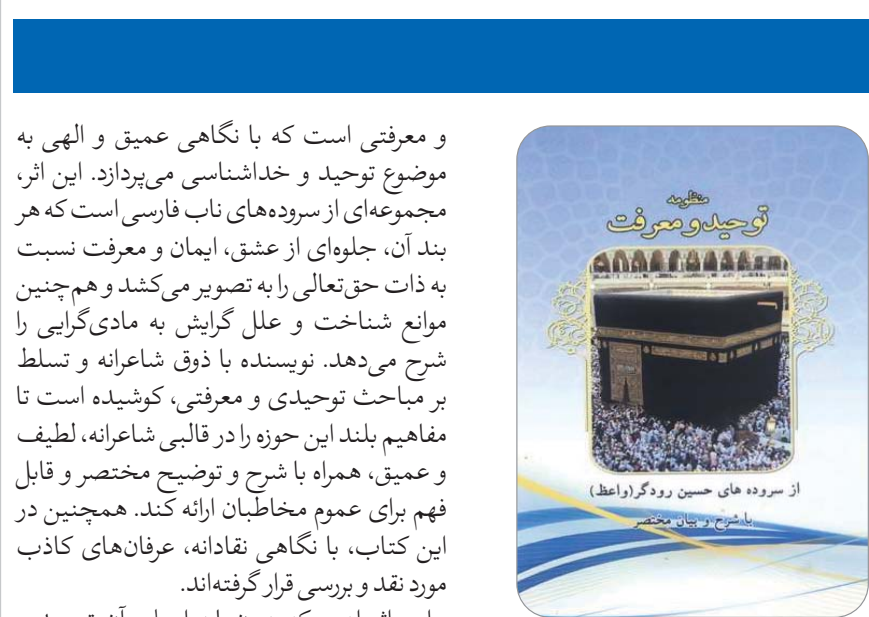 منظومه
توحید و معرفت
از سروده های حسین رودگر(واعظ)
با شرح و بیان مختصر
و معرفتی است که با نگاهی عمیق و الهی به
موضوع توحید و خداشناسی می‌پردازد. این اثر،
مجموعه‌ای از سروده‌های ناب فارسی است که هر
بند آن، جلوه‌ای از عشق، ایمان و معرفت نسبت
به ذات حق‌تعالی را به تصویر می‌کشد و هم‌چنین
موانع شناخت و علل گرایش به مادی‌گرایی را
شرح می‌دهد. نویسنده با ذوق شاعرانه و تسلط
بر مباحث توحیدی و معرفتی، کوشیده است تا
مفاهیم بلند این حوزه را در قالبی شاعرانه، لطیف
و عمیق، همراه با شرح و توضیح مختصر و قابل
فهم برای عموم مخاطبان ارائه کند. همچنین در
این کتاب، با نگاهی نقادانه، عرفان‌های کاذب
مورد نقد و بررسی قرار گرفته‌اند.